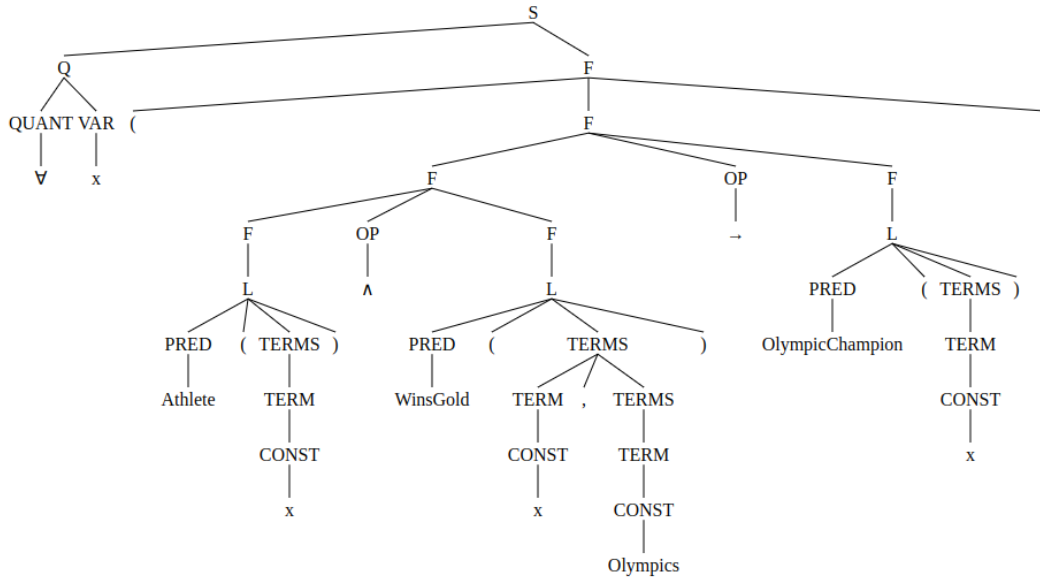 S
Q F
QUANT VAR ( F
∀ x F OP F
F OP F → L
L ∧ L PRED ( TERMS )
PRED ( TERMS ) PRED ( TERMS ) OlympicChampion TERM
Athlete TERM WinsGold TERM , TERMS CONST
CONST CONST TERM x
x x CONST
Olympics